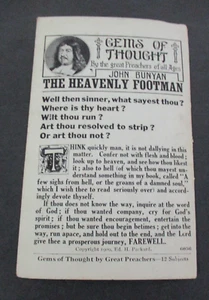 GEMS OF
THOUGHT
By the great Preachers of all Ages
JOHN BUNYAN
THE HEAVENLY FOOTMAN
Well then sinner, what sayest thou?
Where is thy heart?
Wilt thou run?
Art thou resolved to strip?
Or art thou not?
THINK quickly man, it is not dallying in this
matter. Confer not with flesh and blood;
look up to heaven, and see how thou likest
it; also to hell (of which thou mayest un-
derstand something in my book, called "A
few sighs from hell, or the groans of a damned soul,"
which I wish thee to read seriously over) and accord-
ingly devote thyself.
If thou does not know the way, inquire at the word
of God; if thou wantest company, cry for God's
spirit; if thou wantest encouragement, entertain the
promises; but be sure thou begin betimes; get into the
way, run apace, and hold out to the end, and the Lord
give thee a prosperous journey, FAREWELL.
Copyright 1909, Ed. H. Packard.
Gems of Thought by Great Preachers—12 Subjects